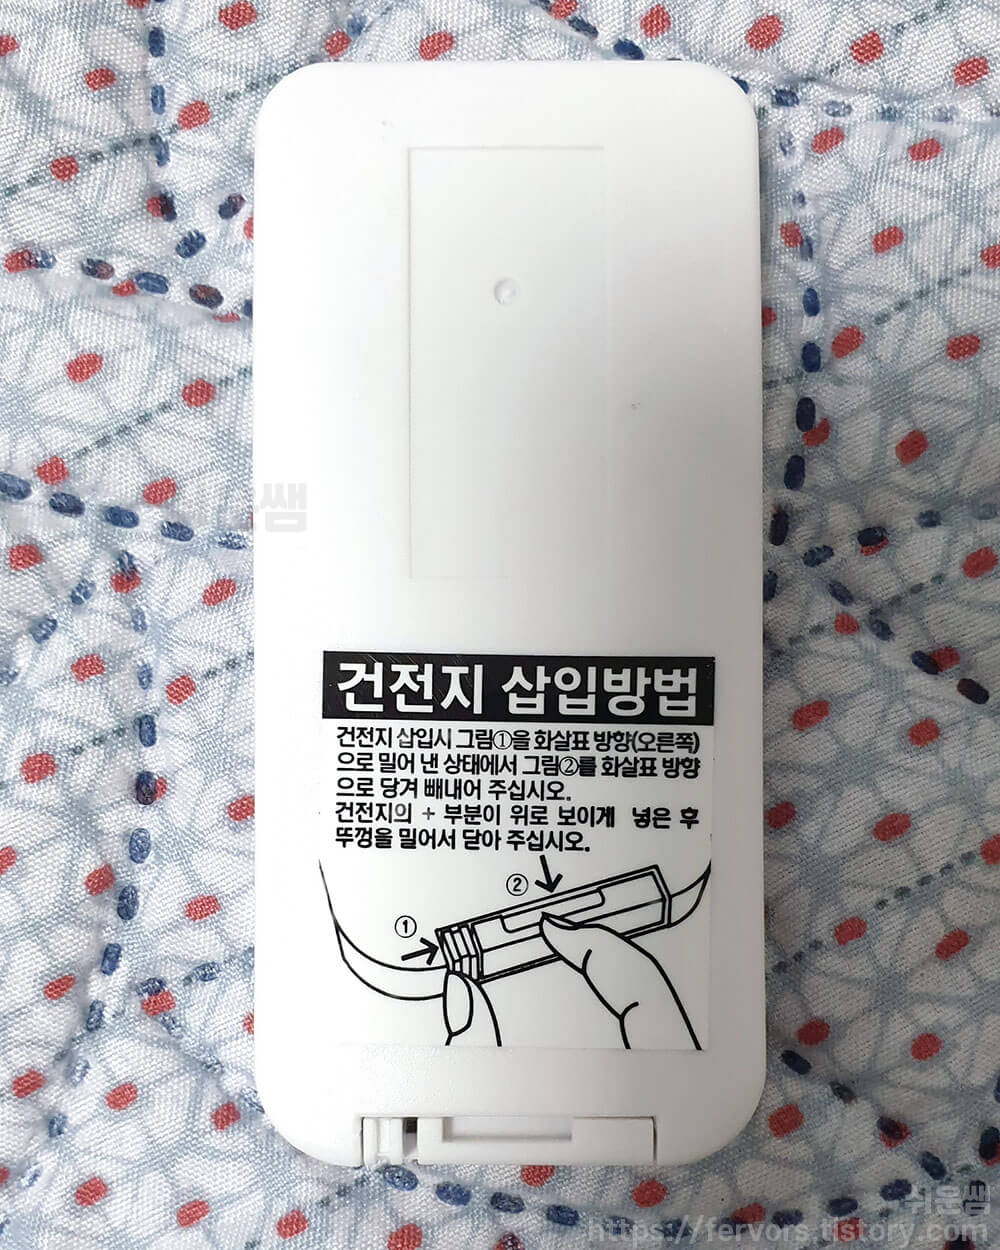 건전지 삽입방법
건전지 삽입시 그림①을 화살표 방향(오른쪽)
으로 밀어 낸 상태에서 그림②를 화살표 방향
으로 당겨 빼내어 주십시오.
건전지의 + 부분이 위로 보이게 넣은 후
뚜껑을 밀어서 닫아 주십시오.
②
①
쉬운쌤
https://fervors.tistory.com